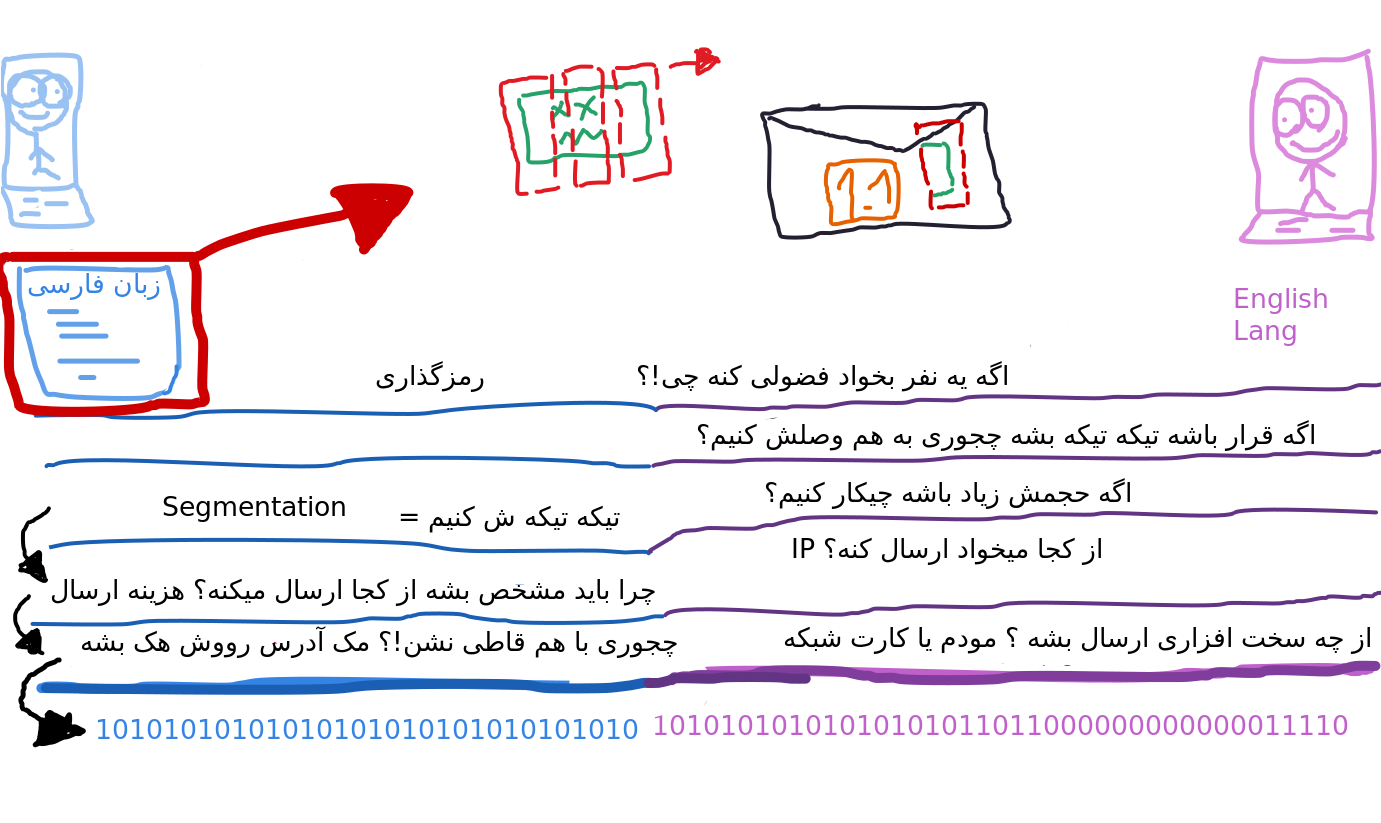 زبان فارسی
English
Lang
رمزگذاری
اگه یه نفر بخواد فضولی کنه چی!؟
اگه قرار باشه تیکه تیکه بشه چجوری به هم وصلش کنیم؟
اگه حجمش زیاد باشه چیکار کنیم؟
تیکه تیکه ش کنیم = Segmentation
از کجا میخواد ارسال کنه؟ IP
چرا باید مشخص بشه از کجا ارسال میکنه؟ هزینه ارسال
از چه سخت افزاری ارسال بشه ؟ مودم یا کارت شبکه
چجوری با هم قاطی نشن!؟ مک آدرس رووش هک بشه
101010101010101010101010101010101010 1010101010101010101101100000000000001111​0